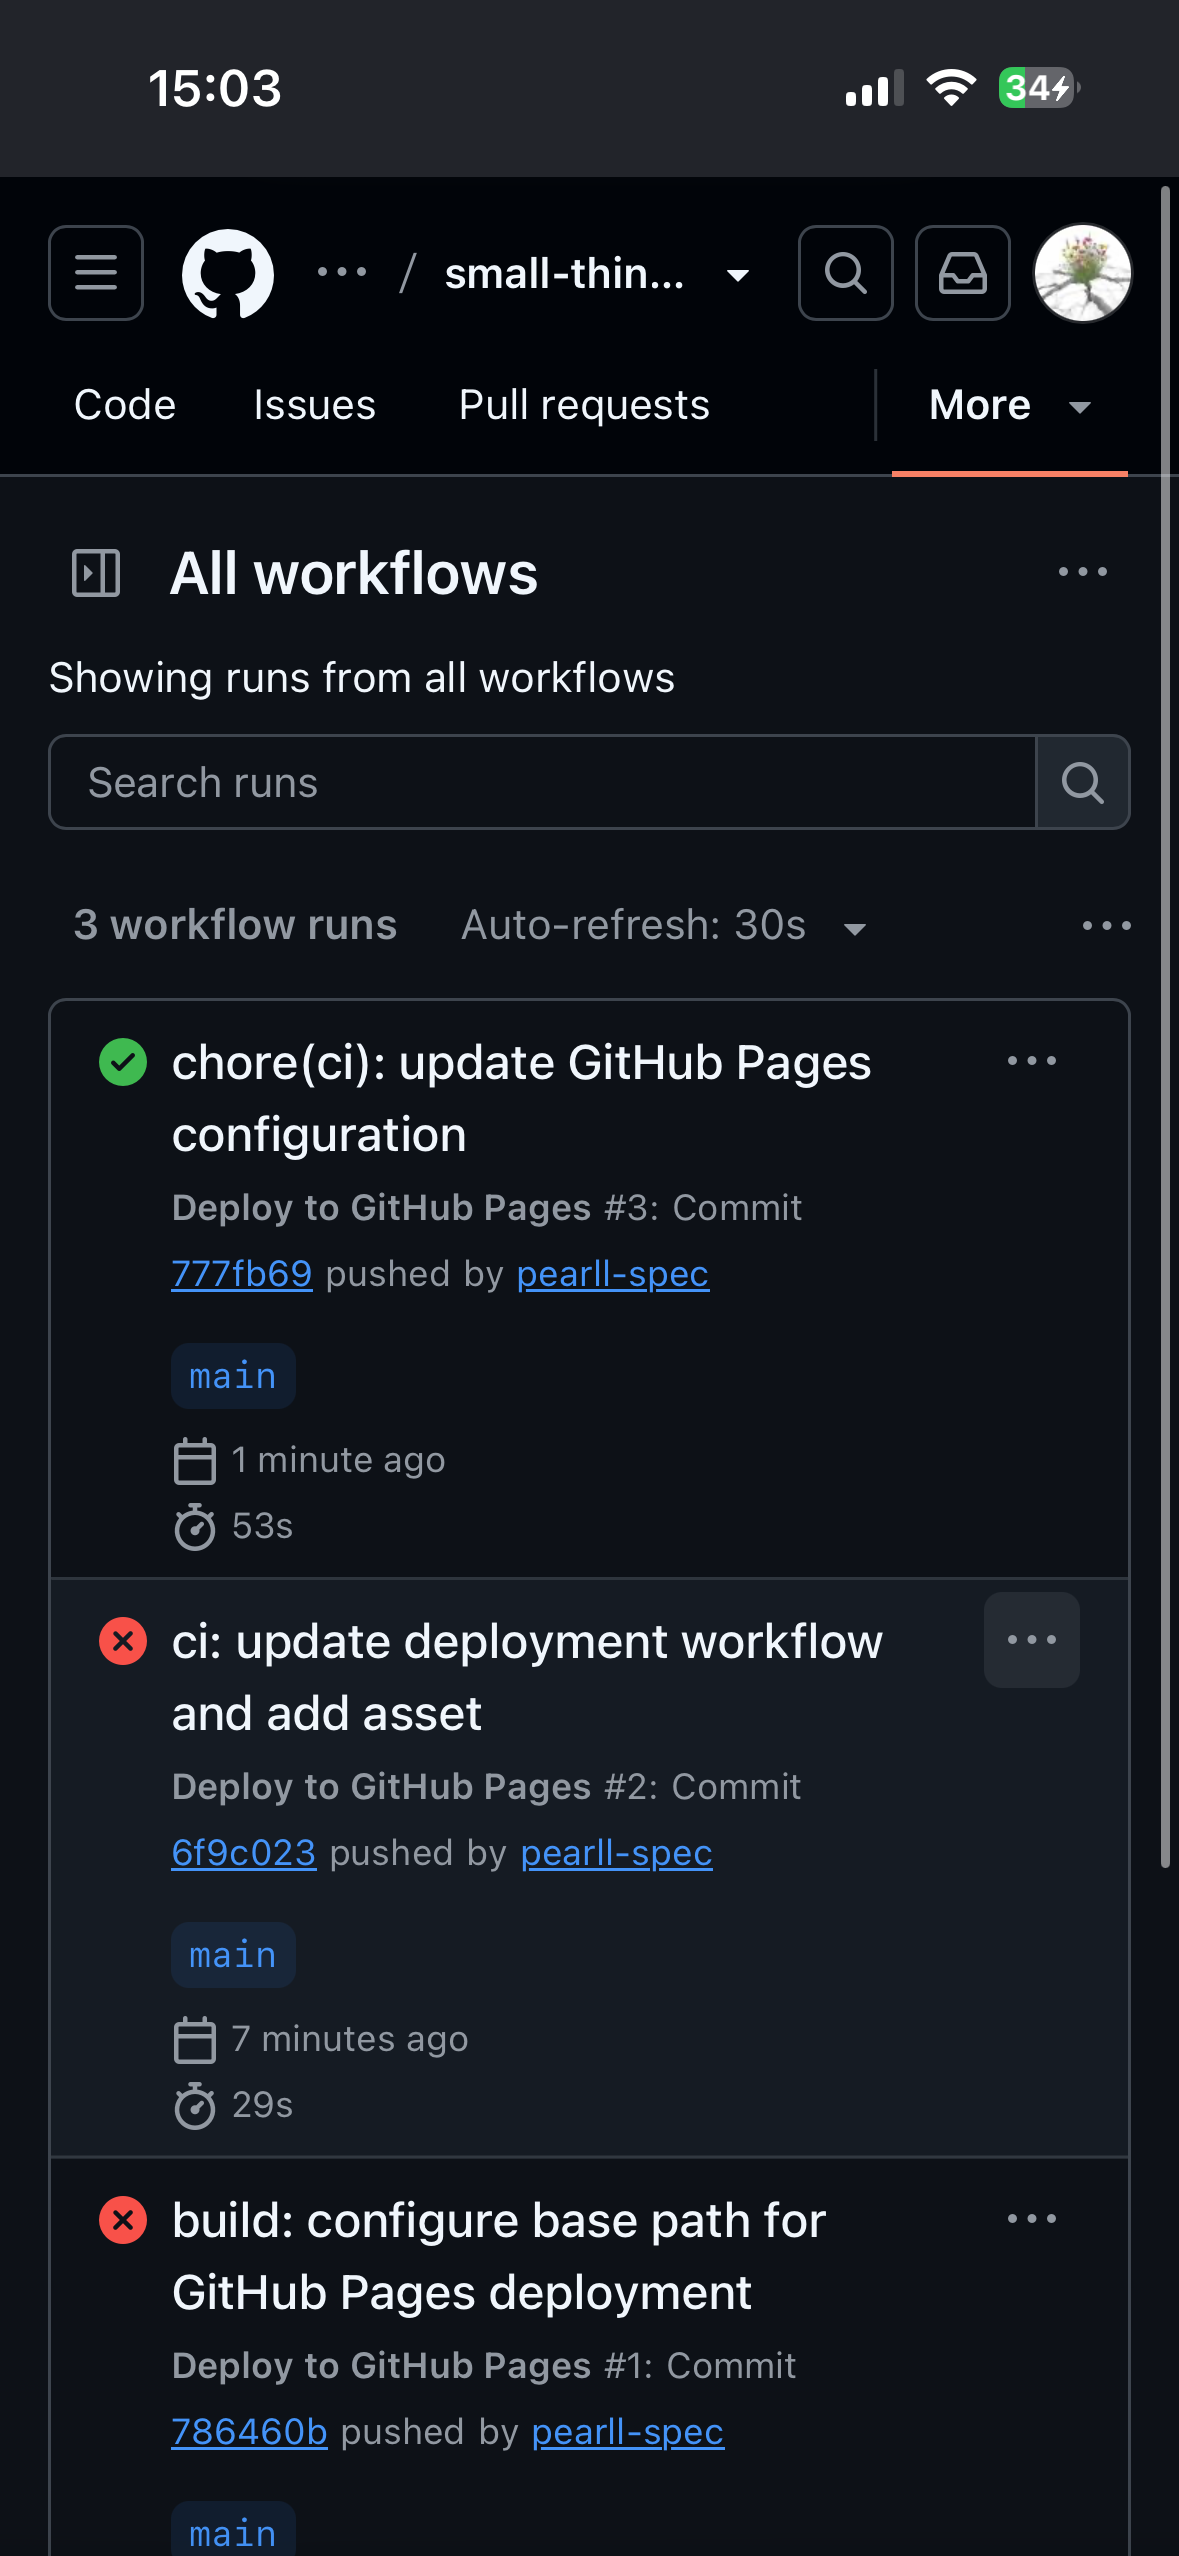 15:03
34
... / small-thin...
Code Issues Pull requests More
All workflows
Showing runs from all workflows
Search runs
3 workflow runs Auto-refresh: 30s
chore(ci): update GitHub Pages
configuration
Deploy to GitHub Pages #3: Commit
777fb69 pushed by pearll-spec
main
1 minute ago
53s
ci: update deployment workflow
and add asset
Deploy to GitHub Pages #2: Commit
6f9c023 pushed by pearll-spec
main
7 minutes ago
29s
build: configure base path for
GitHub Pages deployment
Deploy to GitHub Pages #1: Commit
786460b pushed by pearll-spec
main